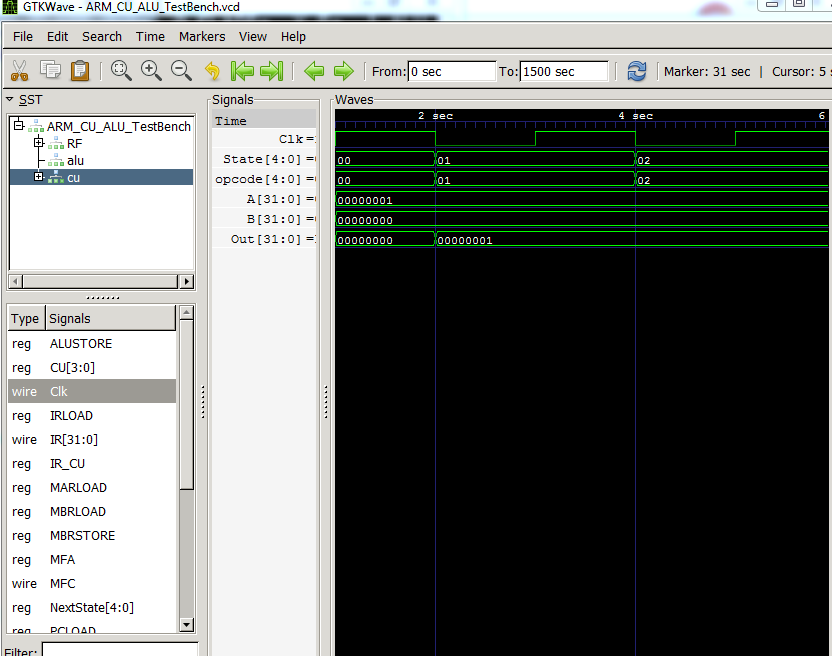 GTKWave - ARM_CU_ALU_TestBench.vcd
File Edit Search Time Markers View Help
From: 0 sec To: 1500 sec Marker: 31 sec | Cursor: 5 s
SST
ARM_CU_ALU_TestBench
RF
alu
cu
Type Signals
reg ALUSTORE
reg CU[3:0]
wire Clk
reg IRLOAD
wire IR[31:0]
reg IR_CU
reg MARLOAD
reg MBRLOAD
reg MBRSTORE
reg MFA
wire MFC
reg NextState[4:0]
reg PCLOAD
Filter:
Signals
Time
Clk =
State[4:0] =
opcode[4:0] =
A[31:0] =
B[31:0] =
Out[31:0] =
Waves
2 sec 4 sec 6
00 01 02
00 01 02
00000001
00000000
00000000 00000001